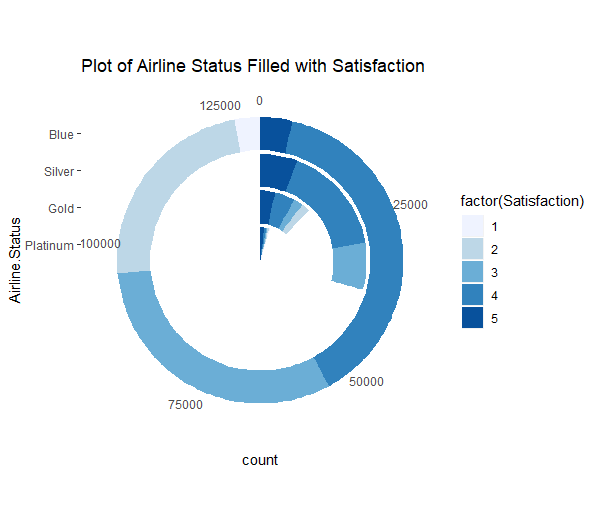 Plot of Airline Status Filled with Satisfaction
0
125000
25000
50000
75000
100000
Blue
Silver
Gold
Platinum
Airline.Status
count
factor(Satisfaction)
1
2
3
4
5